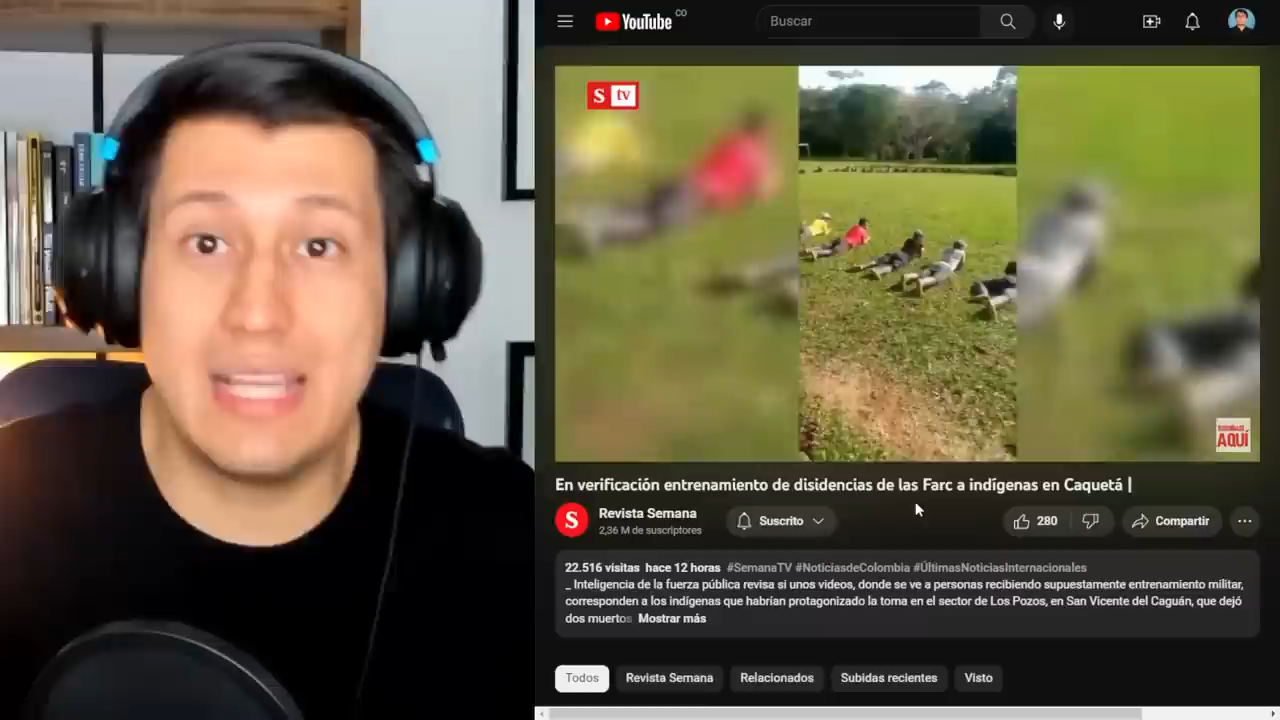 YouTube CO
Buscar
S tv
AQUÍ
En verificación entrenamiento de disidencias de las Farc a indígenas en Caquetá |
S
Revista Semana
2,36 M de suscriptores
Suscrito
280
Compartir
22.516 visitas hace 12 horas #SemanaTV #NoticiasdeColombia #ÚltimasNoticiasInternacionales
_ Inteligencia de la fuerza pública revisa si unos videos, donde se ve a personas recibiendo supuestamente entrenamiento militar,
corresponden a los indígenas que habrían protagonizado la toma en el sector de Los Pozos, en San Vicente del Caguán, que dejó
dos muertos Mostrar más
Todos
Revista Semana
Relacionados
Subidas recientes
Visto